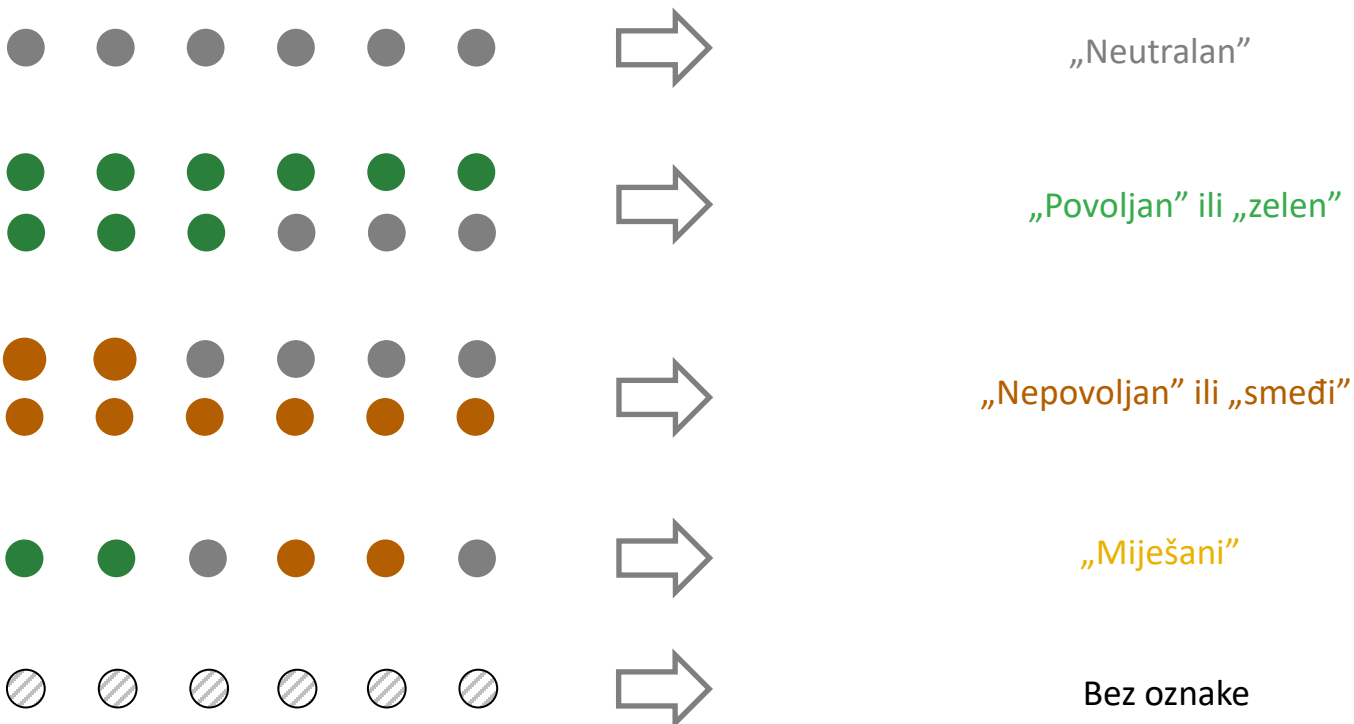 „Neutralan”
„Povoljan” ili „zelen”
„Nepovoljan” ili „smeđi”
„Miješani”
Bez oznake